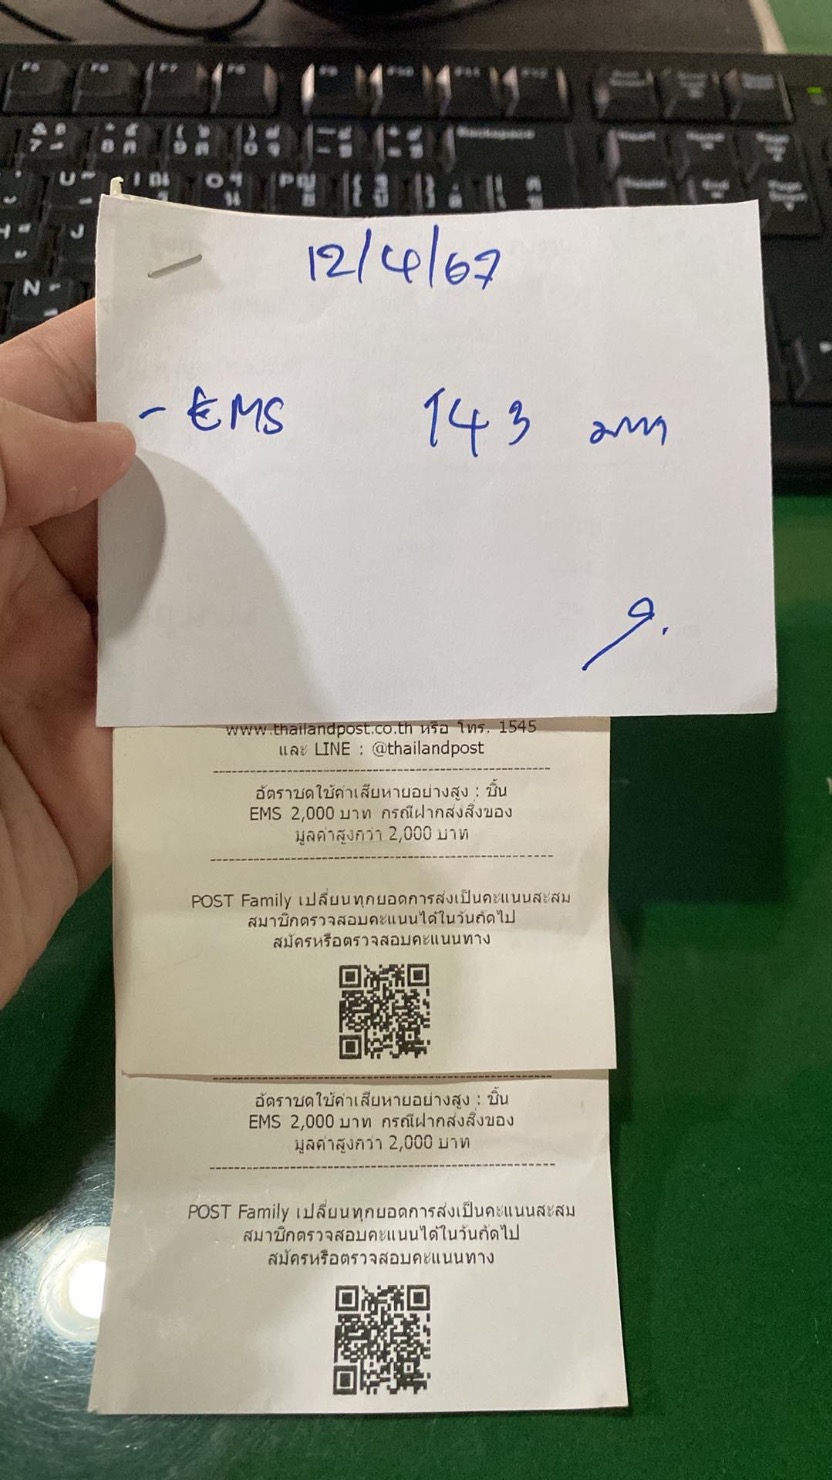 12/4/67
- EMS 143 บาท
www.thailandpost.co.th หรือ โทร. 1545
และ LINE : @thailandpost
อัตราชดใช้ค่าเสียหายอย่างสูง : ชิ้น
EMS 2,000 บาท กรณีฝากส่งสิ่งของ
มูลค่าสูงกว่า 2,000 บาท
POST Family เปลี่ยนทุกยอดการส่งเป็นคะแนนสะสม
สมาชิกตรวจสอบคะแนนได้ในวันถัดไป
สมัครหรือตรวจสอบคะแนนทาง
อัตราชดใช้ค่าเสียหายอย่างสูง : ชิ้น
EMS 2,000 บาท กรณีฝากส่งสิ่งของ
มูลค่าสูงกว่า 2,000 บาท
POST Family เปลี่ยนทุกยอดการส่งเป็นคะแนนสะสม
สมาชิกตรวจสอบคะแนนได้ในวันถัดไป
สมัครหรือตรวจสอบคะแนนทาง